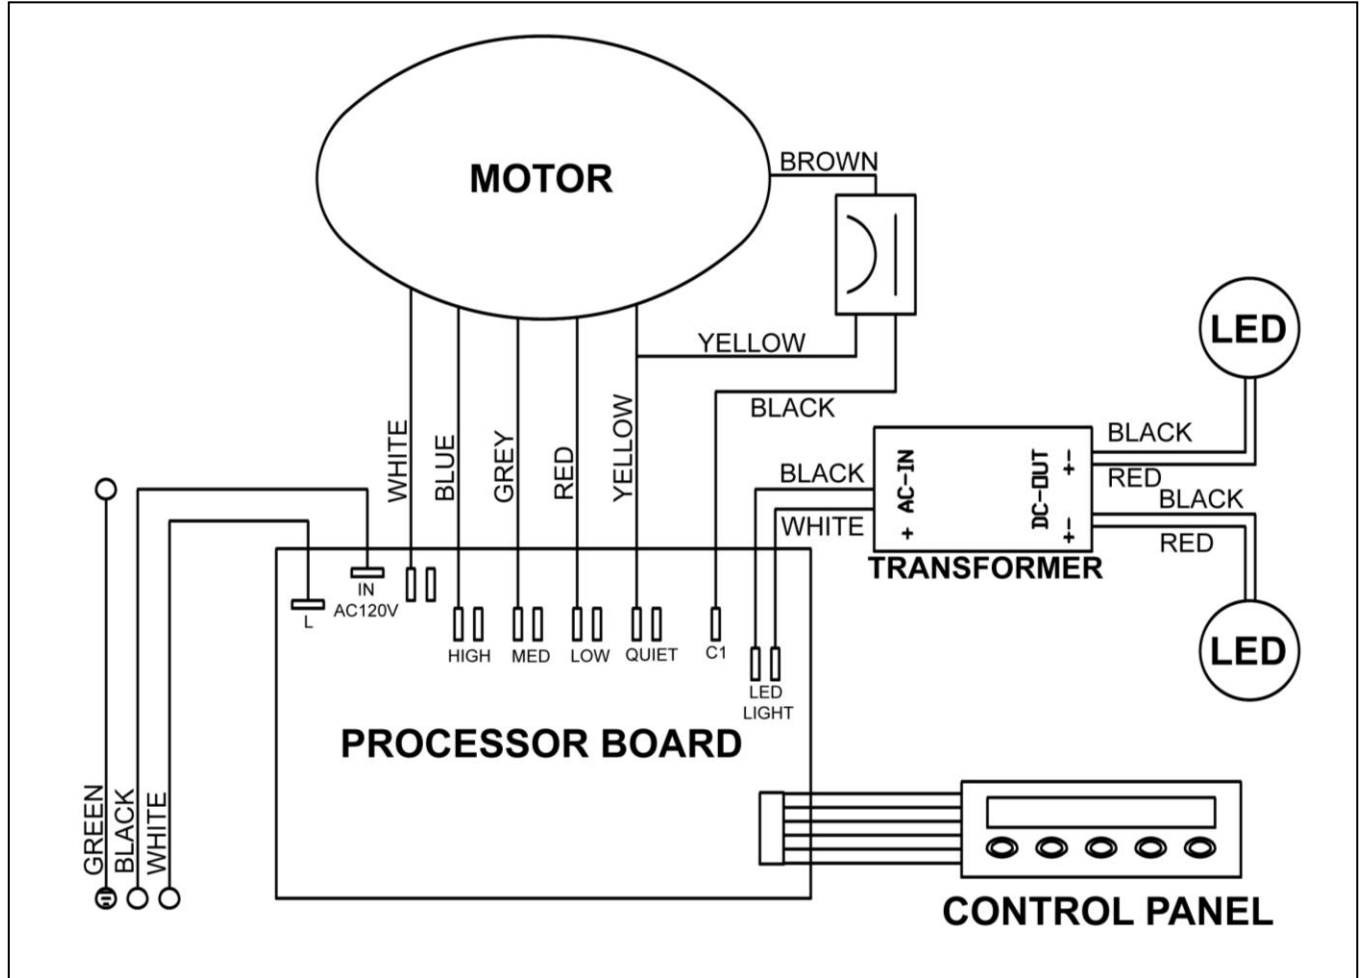 MOTOR
BROWN
LED
YELLOW
BLACK
WHITE
BLUE
GREY
RED
YELLOW
BLACK
WHITE
+ AC-IN
DC-OUT
+-
+-
BLACK
RED
BLACK
RED
TRANSFORMER
LED
L
IN
AC120V
HIGH
MED
LOW
QUIET
C1
LED
LIGHT
PROCESSOR BOARD
GREEN
BLACK
WHITE
CONTROL PANEL